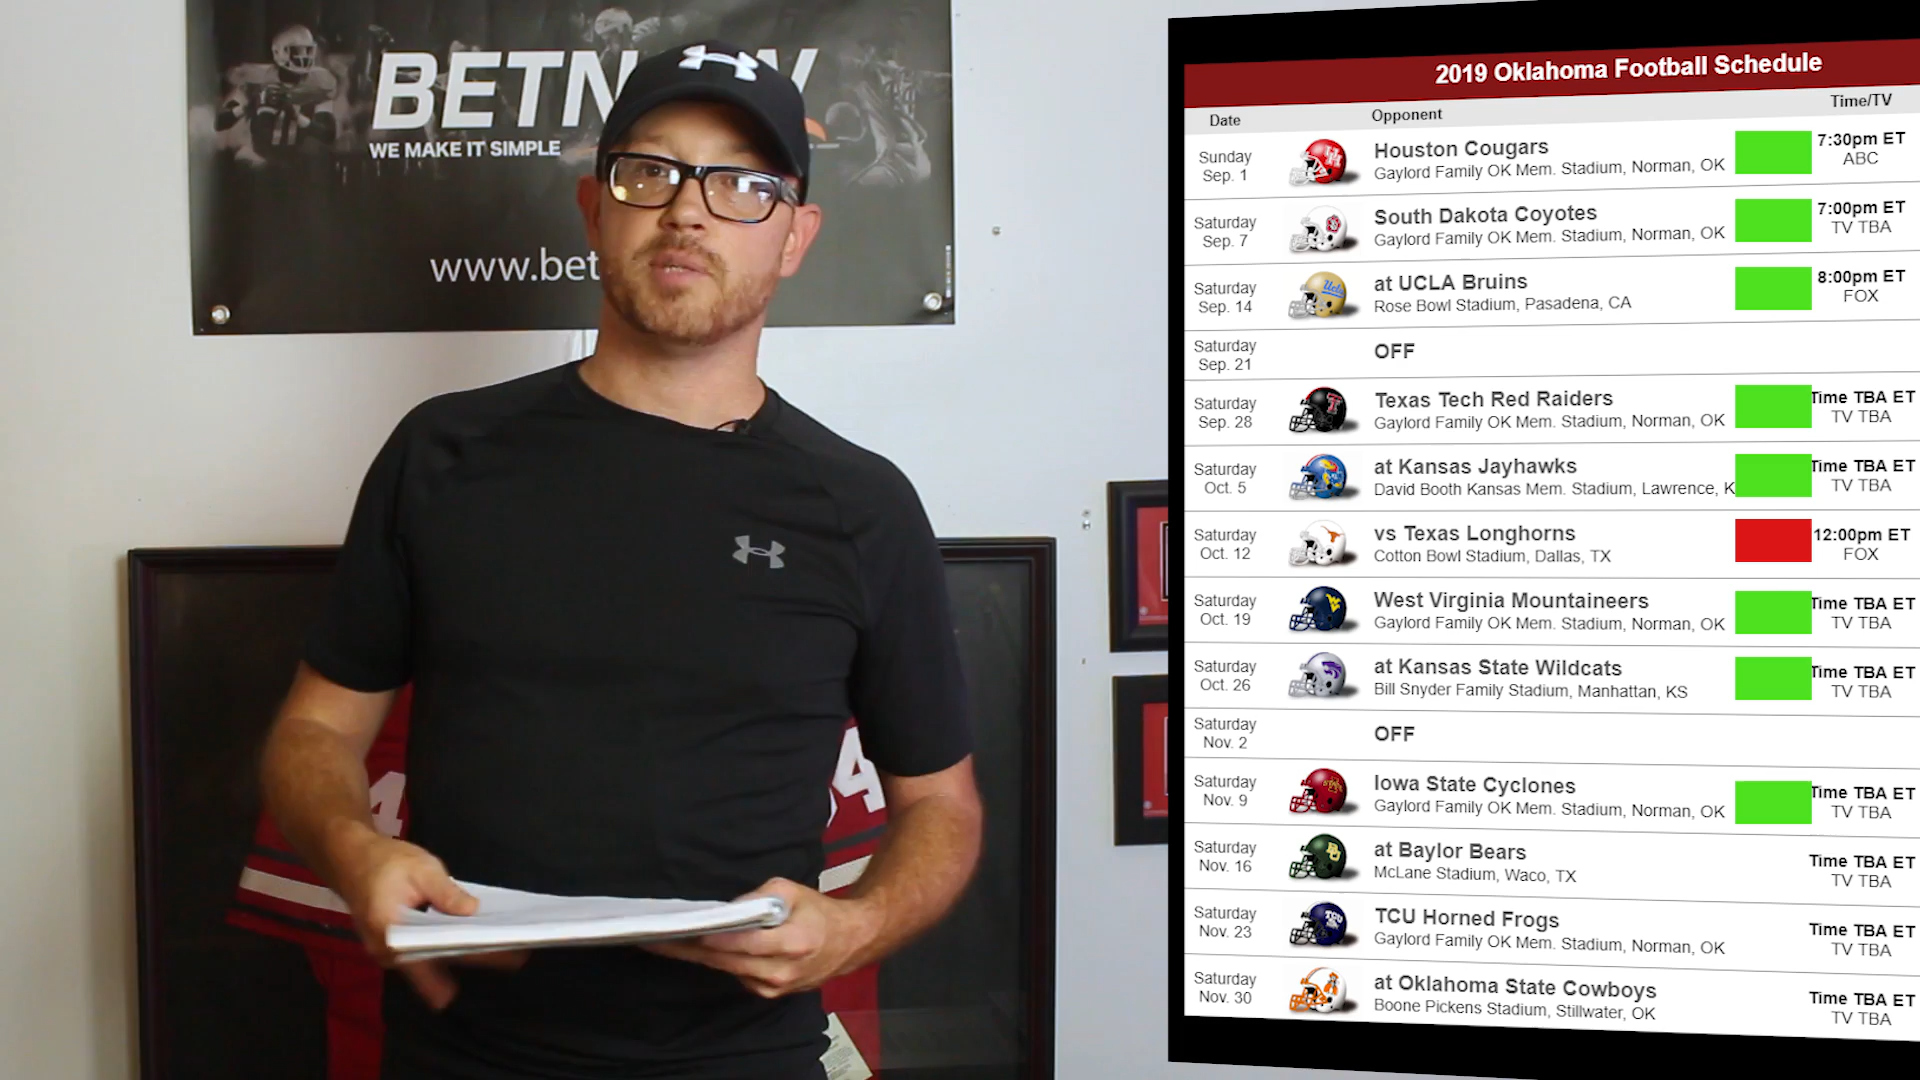 BETN W
WE MAKE IT SIMPLE
www.bet
4
4
2019 Oklahoma Football Schedule
Date Opponent Time/TV
Sunday Sep. 1
Houston Cougars
Gaylord Family OK Mem. Stadium, Norman, OK
7:30pm ET
ABC
Saturday Sep. 7
South Dakota Coyotes
Gaylord Family OK Mem. Stadium, Norman, OK
7:00pm ET
TV TBA
Saturday Sep. 14
at UCLA Bruins
Rose Bowl Stadium, Pasadena, CA
8:00pm ET
FOX
Saturday Sep. 21
OFF
Saturday Sep. 28
Texas Tech Red Raiders
Gaylord Family OK Mem. Stadium, Norman, OK
Time TBA ET
TV TBA
Saturday Oct. 5
at Kansas Jayhawks
David Booth Kansas Mem. Stadium, Lawrence, K
Time TBA ET
TV TBA
Saturday Oct. 12
vs Texas Longhorns
Cotton Bowl Stadium, Dallas, TX
12:00pm ET
FOX
Saturday Oct. 19
West Virginia Mountaineers
Gaylord Family OK Mem. Stadium, Norman, OK
Time TBA ET
TV TBA
Saturday Oct. 26
at Kansas State Wildcats
Bill Snyder Family Stadium, Manhattan, KS
Time TBA ET
TV TBA
Saturday Nov. 2
OFF
Saturday Nov. 9
Iowa State Cyclones
Gaylord Family OK Mem. Stadium, Norman, OK
Time TBA ET
TV TBA
Saturday Nov. 16
at Baylor Bears
McLane Stadium, Waco, TX
Time TBA ET
TV TBA
Saturday Nov. 23
TCU Horned Frogs
Gaylord Family OK Mem. Stadium, Norman, OK
Time TBA ET
TV TBA
Saturday Nov. 30
at Oklahoma State Cowboys
Boone Pickens Stadium, Stillwater, OK
Time TBA ET
TV TBA